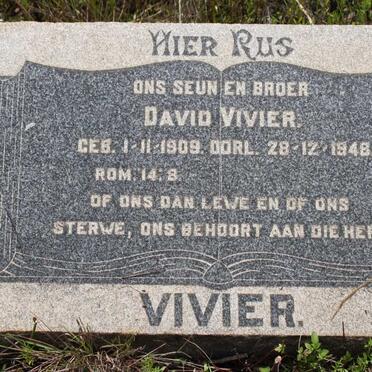 HIER RUS
ONS SEUN EN BROER
DAVID VIVIER.
GEB. 1-11-1909. OORL. 28-12-1948
ROM. 14:8.
OF ONS DAN LEWE EN OF ONS
STERWE, ONS BEHOORT AAN DIE HE
VIVIER.